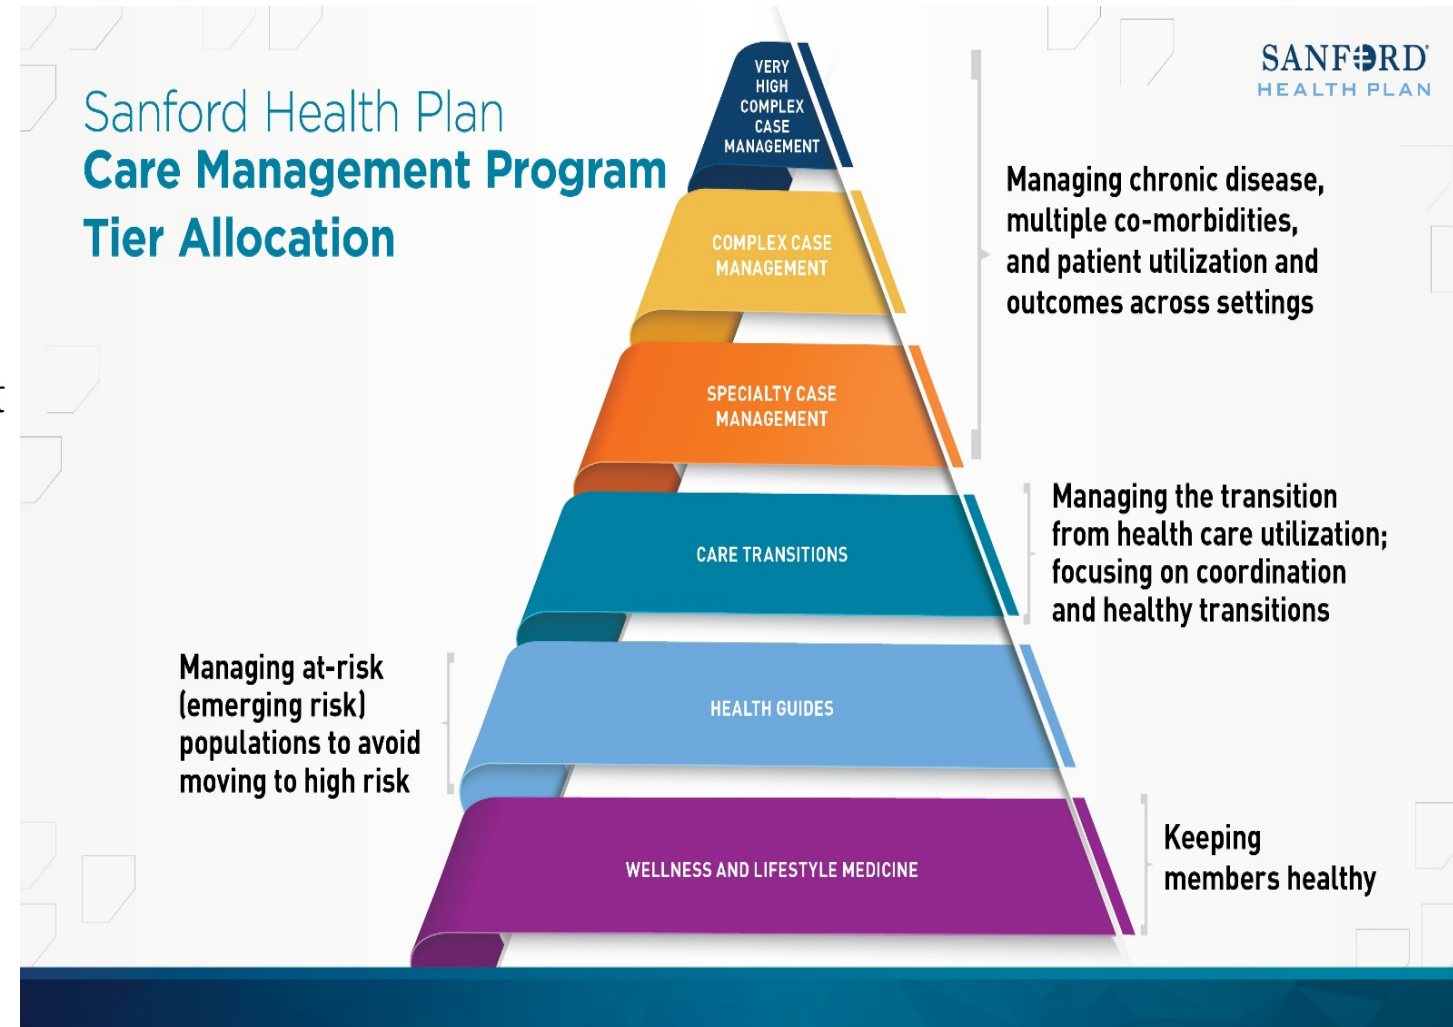 Sanford Health Plan
Care Management Program
Tier Allocation
SANFORD
HEALTH PLAN
VERY
HIGH
COMPLEX
CASE
MANAGEMENT
COMPLEX CASE
MANAGEMENT
SPECIALTY CASE
MANAGEMENT
Managing chronic disease,
multiple co-morbidities,
and patient utilization and
outcomes across settings
CARE TRANSITIONS
Managing the transition
from health care utilization;
focusing on coordination
and healthy transitions
Managing at-risk
(emerging risk)
populations to avoid
moving to high risk
HEALTH GUIDES
WELLNESS AND LIFESTYLE MEDICINE
Keeping
members healthy